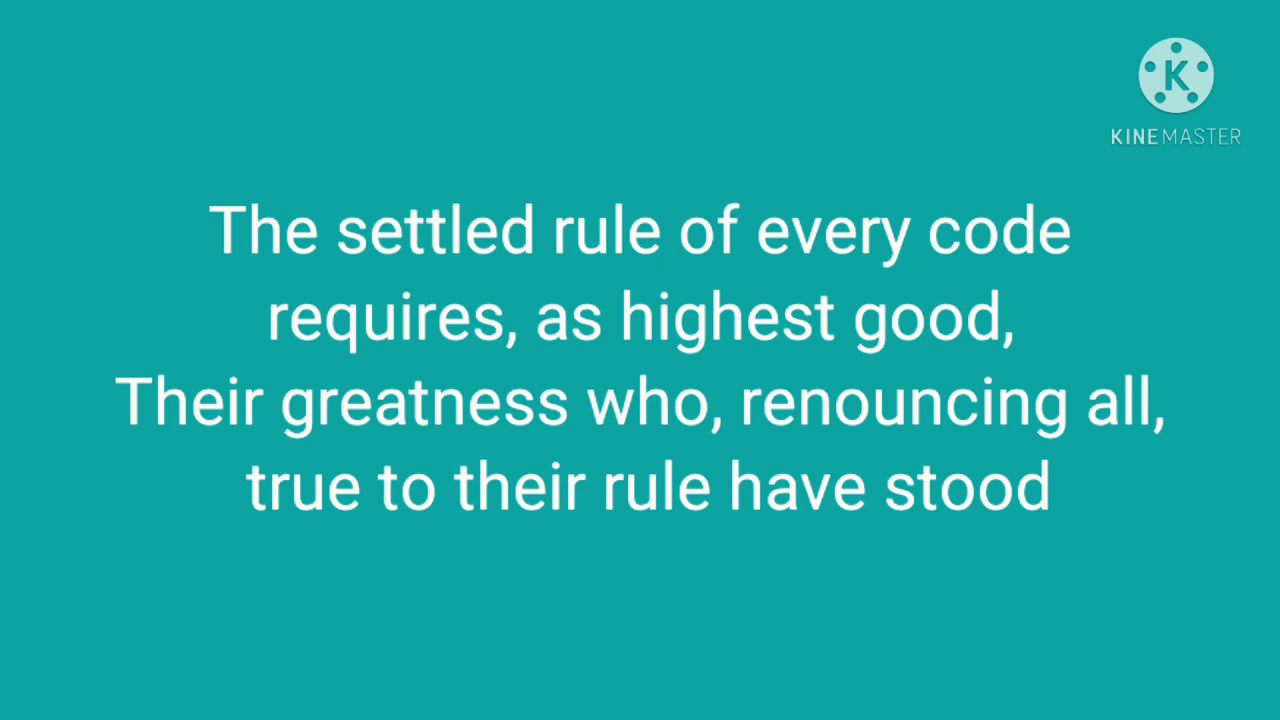 K
KINEMASTER
The settled rule of every code
requires, as highest good,
Their greatness who, renouncing all,
true to their rule have stood